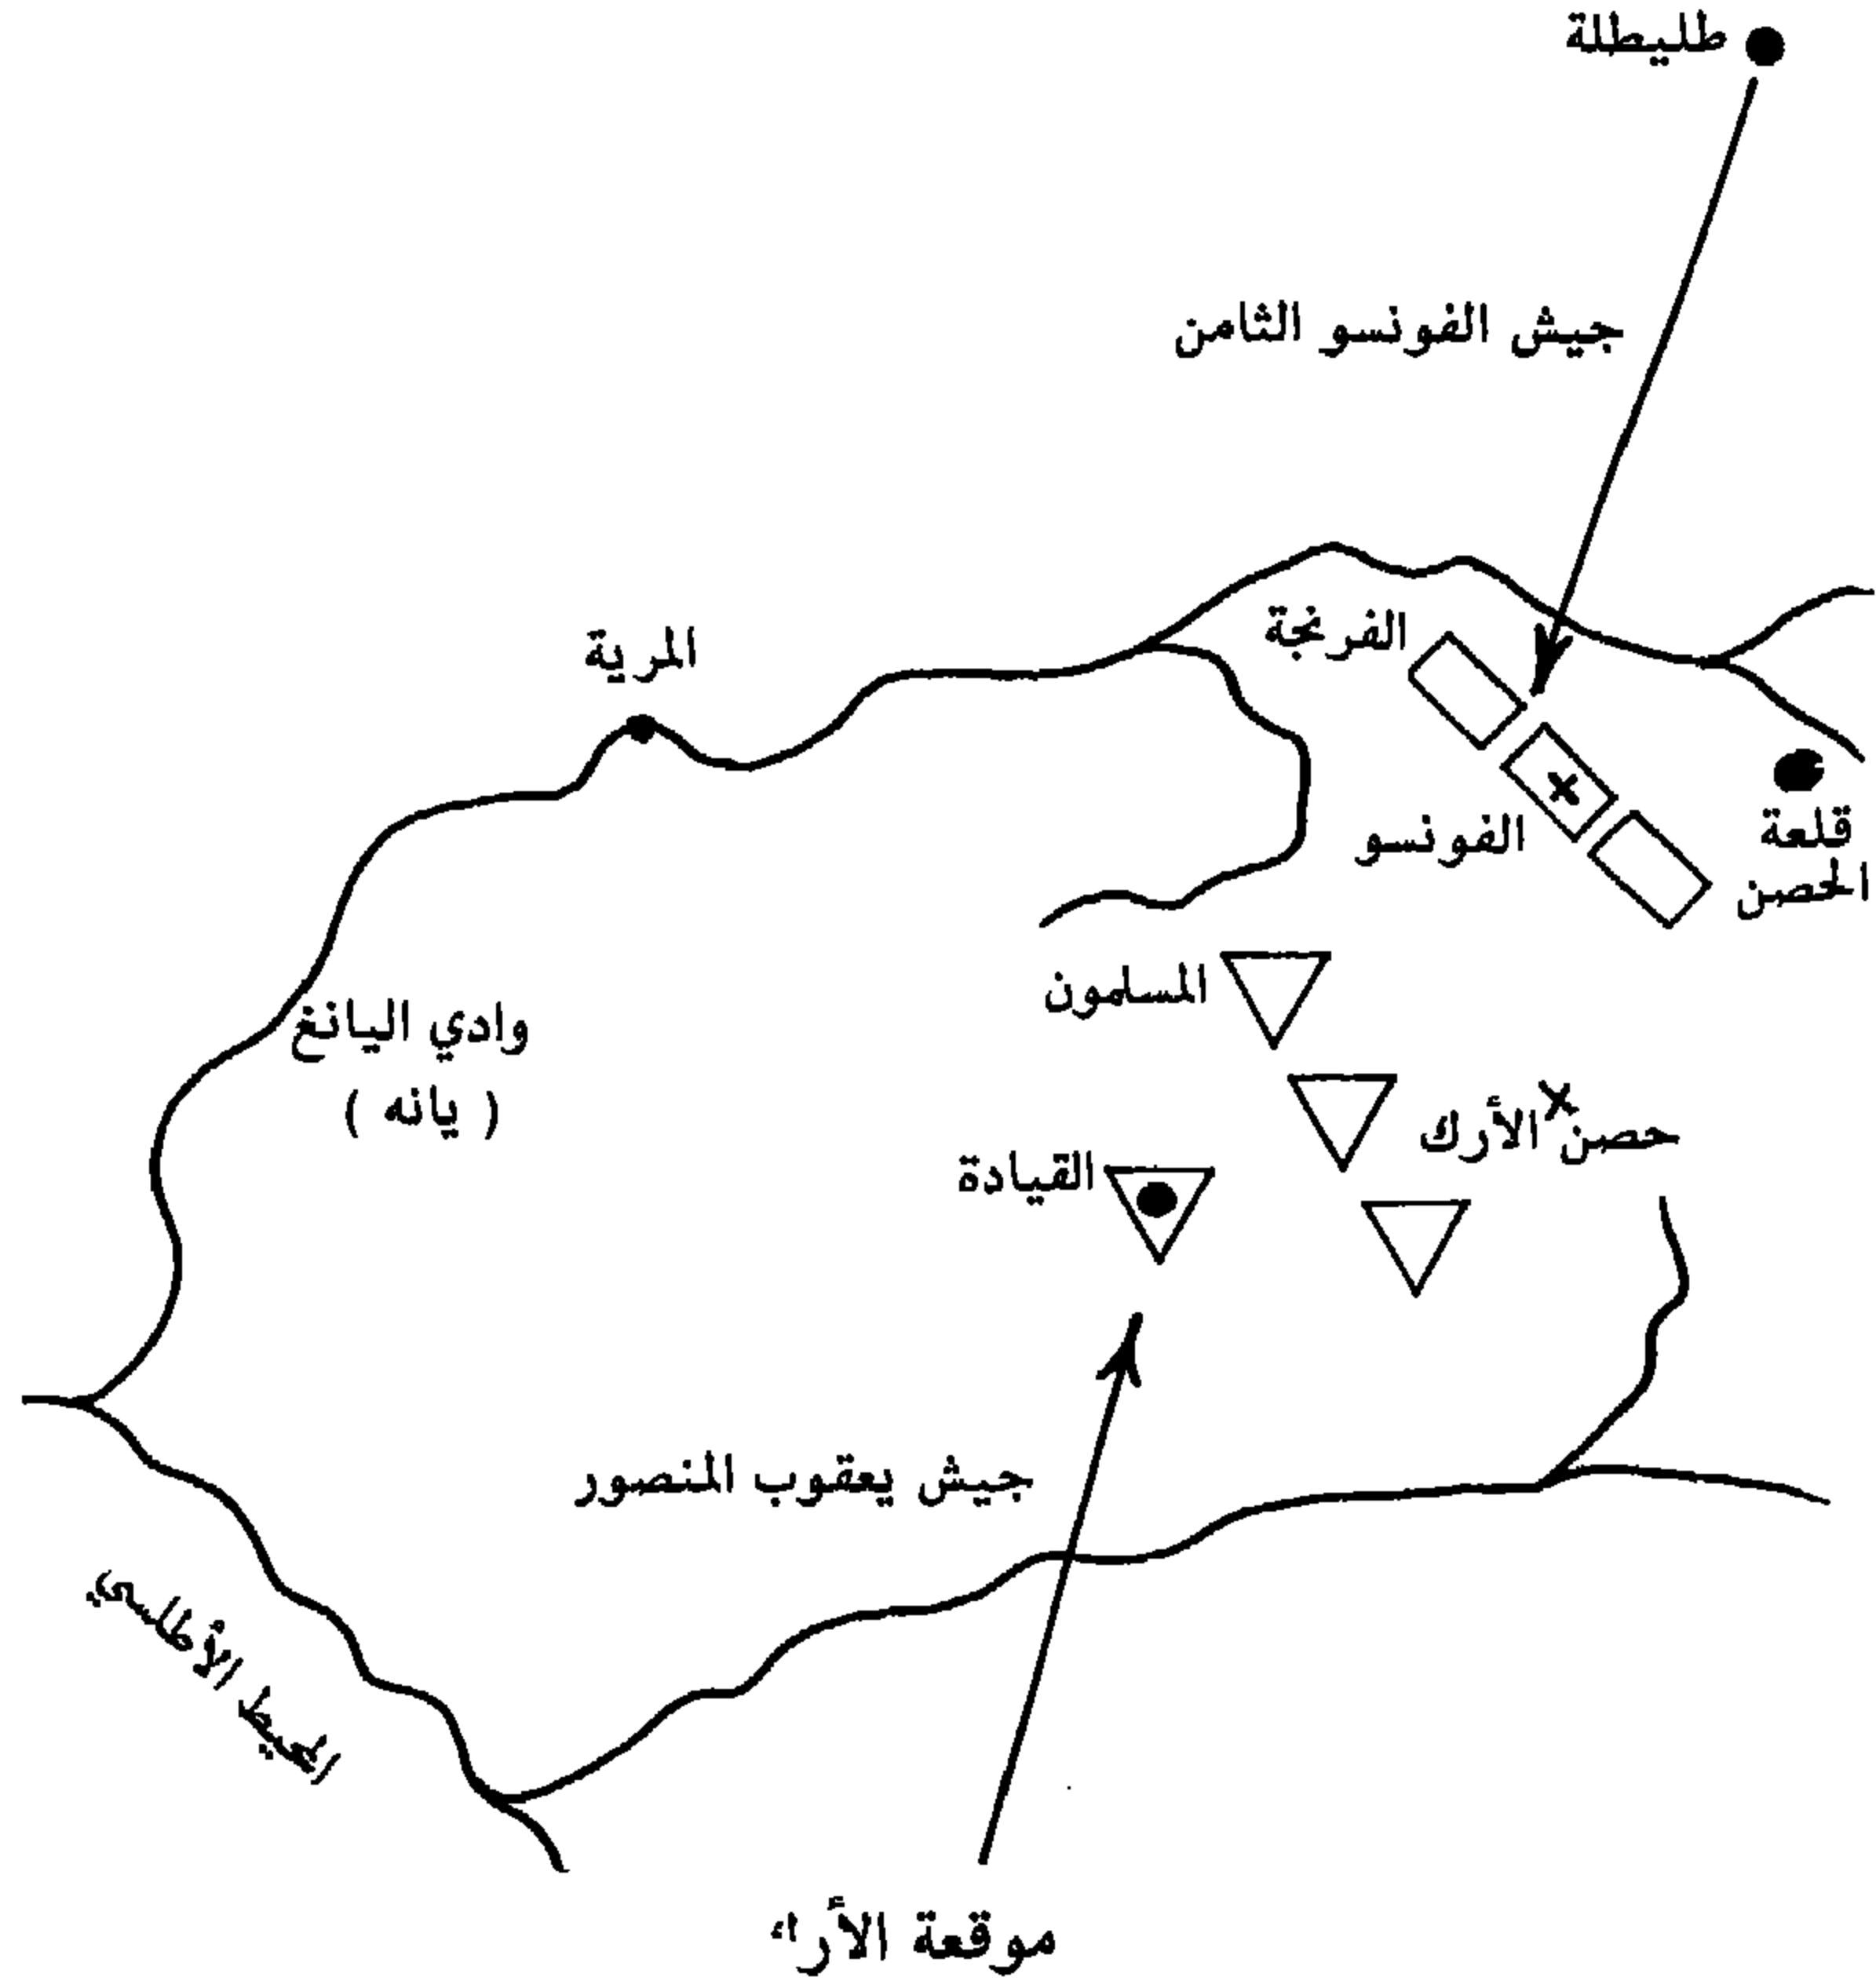 طليطلة
جيش الفونسو الثامن
الفرنجة
المرية
الفونسو
قلعة
الحصن
المسلمون
وادي اليانغ
( يانه )
حصن الأرك
القيادة
جيش يعقوب المنصور
المحيط الأطلسي
موقعة